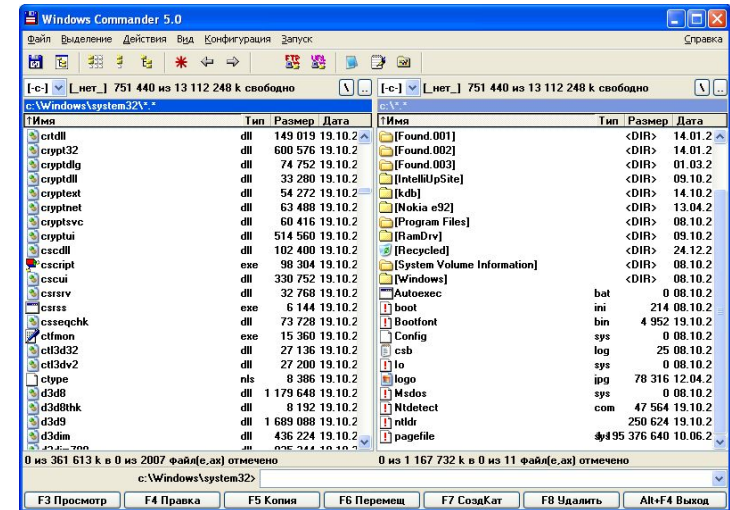 Windows Commander 5.0
Файл Выделение Действия Вид Конфигурация Запуск Справка
[-c-] [_нет_] 751 440 из 13 112 248 k свободно \ ..
[-c-] [_нет_] 751 440 из 13 112 248 k свободно \ ..
c:\Windows\system32\*.*
↑Имя Тип Размер Дата
crtdll dll 149 019 19.10.2
crypt32 dll 600 576 19.10.2
cryptdlg dll 74 752 19.10.2
cryptdll dll 33 280 19.10.2
cryptext dll 54 272 19.10.2
cryptnet dll 63 488 19.10.2
cryptsvc dll 60 416 19.10.2
cryptui dll 514 560 19.10.2
cscdll dll 102 400 19.10.2
cscript exe 98 304 19.10.2
cscui dll 330 752 19.10.2
csrsrv dll 32 768 19.10.2
csrss exe 6 144 19.10.2
csseqchk dll 73 728 19.10.2
ctfmon exe 15 360 19.10.2
ctl3d32 dll 27 136 19.10.2
ctl3dv2 dll 27 200 19.10.2
ctype nls 8 386 19.10.2
d3d8 dll 1 179 648 19.10.2
d3d8thk dll 8 192 19.10.2
d3d9 dll 1 689 088 19.10.2
d3dim dll 436 224 19.10.2
0 из 361 613 k в 0 из 2007 файл(е,ах) отмечено
c:\*.*
↑Имя Тип Размер Дата
[Found.001] <DIR> 14.01.2
[Found.002] <DIR> 14.01.2
[Found.003] <DIR> 01.03.2
[IntelliUpSite] <DIR> 09.10.2
[kdb] <DIR> 14.10.2
[Nokia e92] <DIR> 13.04.2
[Program Files] <DIR> 08.10.2
[RamDrv] <DIR> 09.10.2
[Recycled] <DIR> 24.12.2
[System Volume Information] <DIR> 08.10.2
[Windows] <DIR> 08.10.2
Autoexec bat 0 08.10.2
boot ini 214 08.10.2
Bootfont bin 4 952 19.10.2
Config sys 0 08.10.2
csb log 25 08.10.2
Io sys 0 08.10.2
logo jpg 78 316 12.04.2
Msdos sys 0 08.10.2
Ntdetect com 47 564 19.10.2
ntldr 250 624 19.10.2
pagefile 95 376 640 10.06.2
0 из 1 167 732 k в 0 из 11 файл(е,ах) отмечено
c:\Windows\system32>
F3 Просмотр F4 Правка F5 Копия F6 Перемещ F7 СоздКат F8 Удалить Alt+F4 Выход